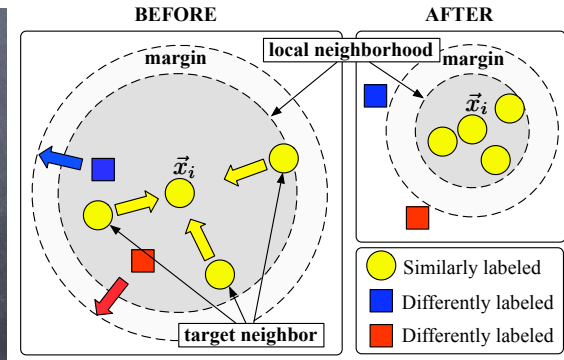 BEFORE
AFTER
margin
local neighborhood
margin
x⃗ᵢ
x⃗ᵢ
target neighbor
Similarly labeled
Differently labeled
Differently labeled